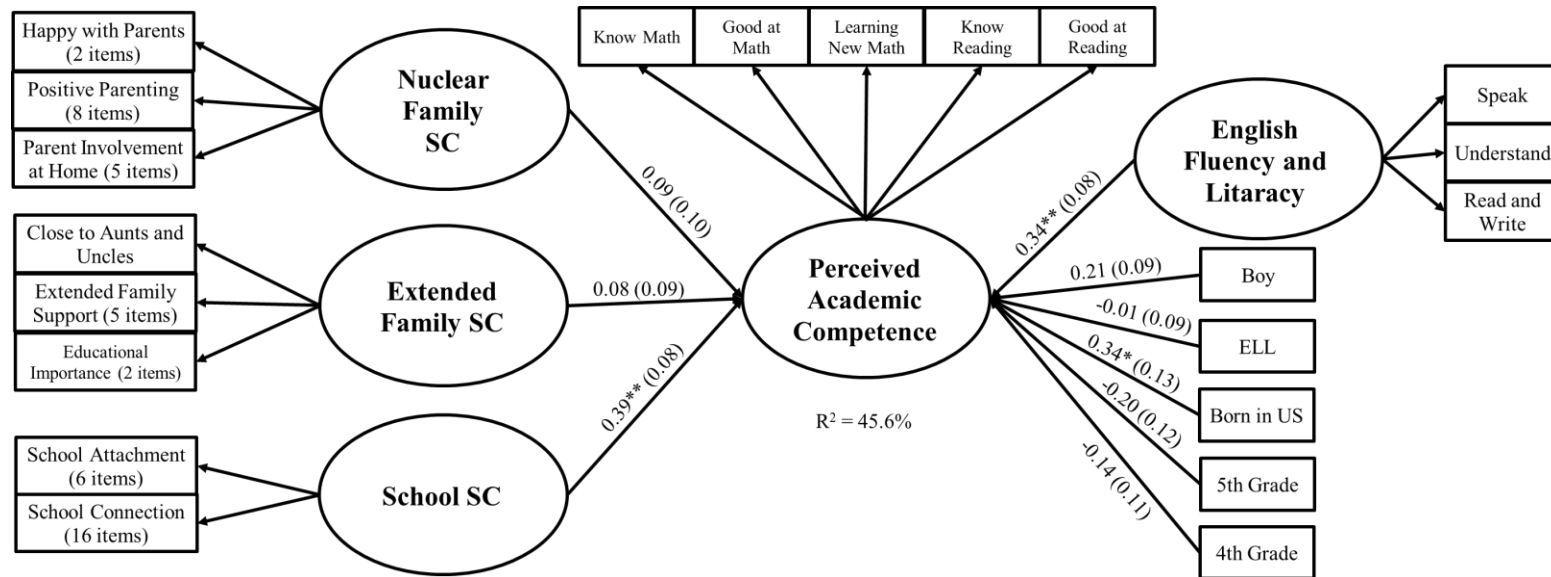 Happy with Parents
(2 items)
Positive Parenting
(8 items)
Parent Involvement
at Home (5 items)
Nuclear
Family
SC
Know Math
Good at
Math
Learning
New Math
Know
Reading
Good at
Reading
English
Fluency and
Litaracy
Speak
Understand
Read and
Write
0.09 (0.10)
0.34** (0.08)
Close to Aunts and
Uncles
Extended Family
Support (5 items)
Educational
Importance (2 items)
Extended
Family SC
0.08 (0.09)
Perceived
Academic
Competence
0.21 (0.09)
Boy
-0.01 (0.09)
ELL
0.34* (0.13)
Born in US
-0.20 (0.12)
5th Grade
-0.14 (0.11)
4th Grade
0.39** (0.08)
R² = 45.6%
School Attachment
(6 items)
School Connection
(16 items)
School SC